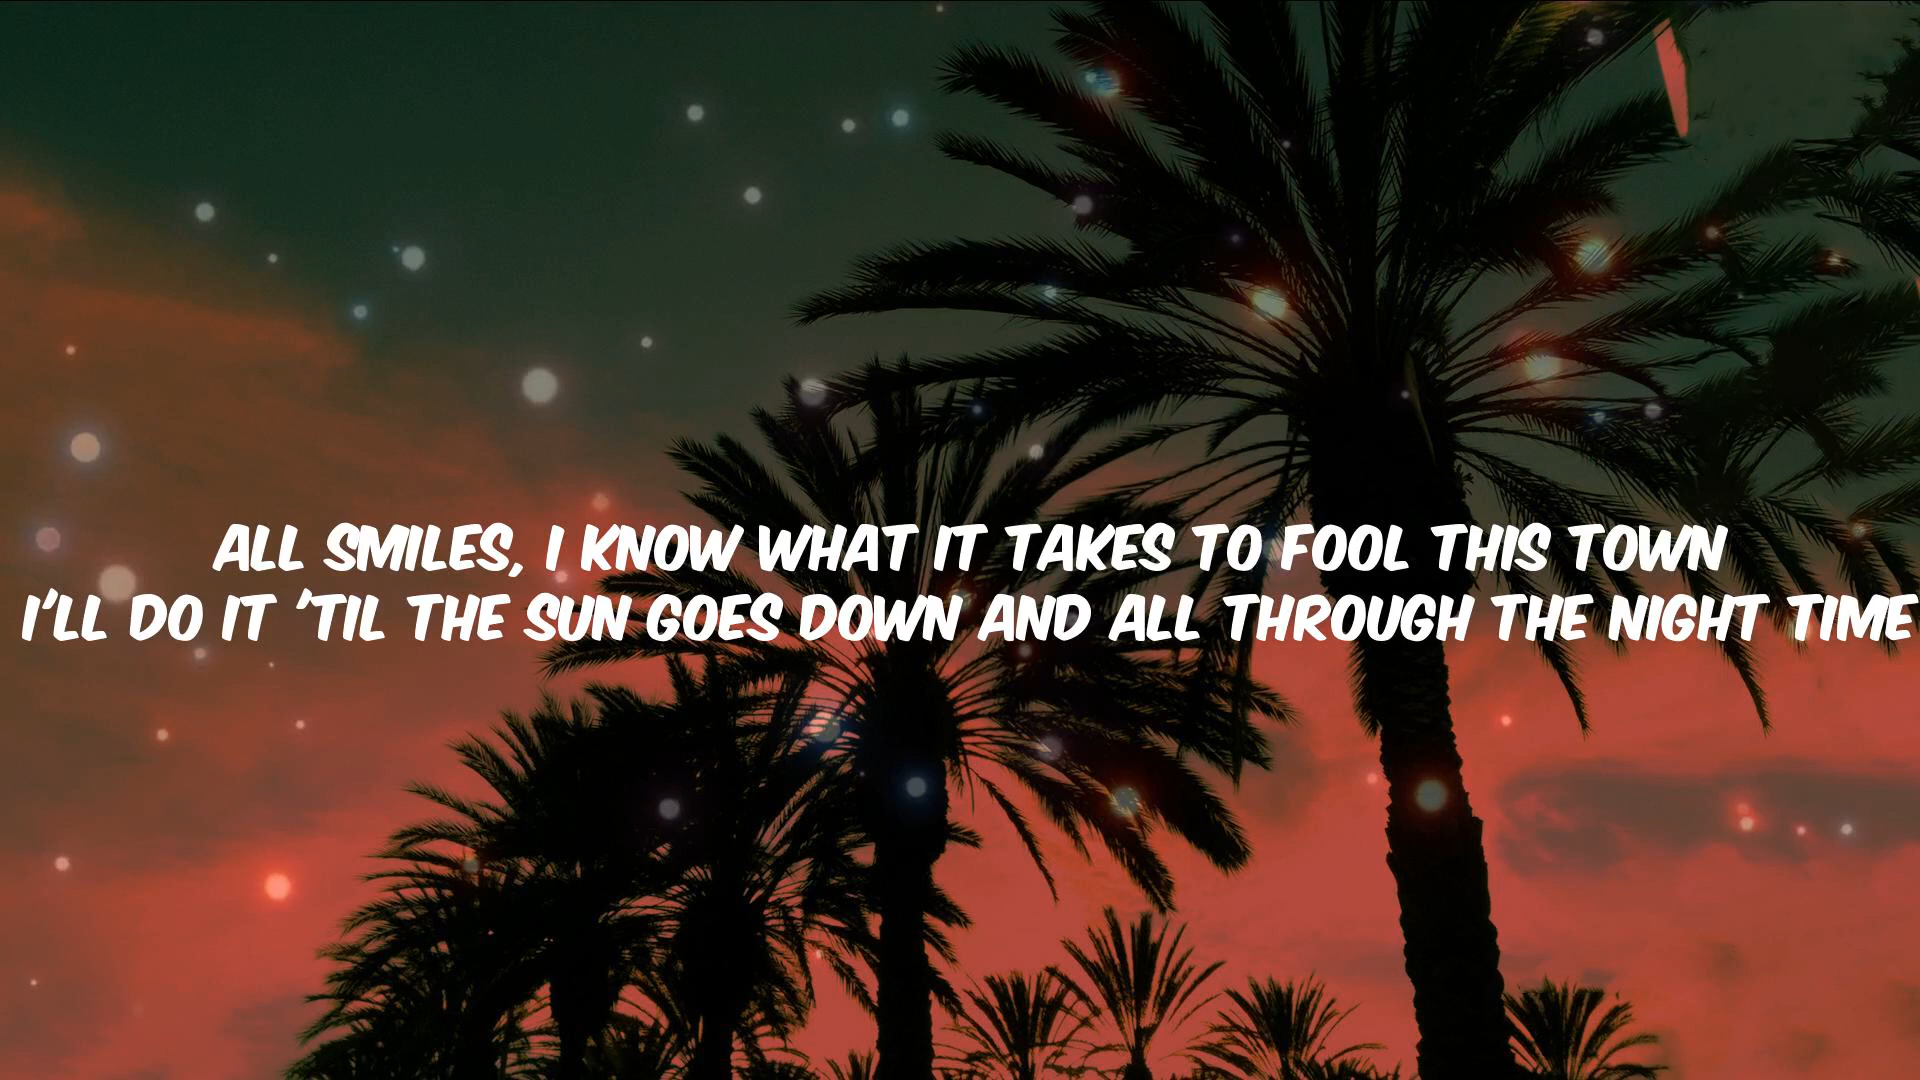 ALL SMILES, I KNOW WHAT IT TAKES TO FOOL THIS TOWN
I'LL DO IT 'TIL THE SUN GOES DOWN AND ALL THROUGH THE NIGHT TIME